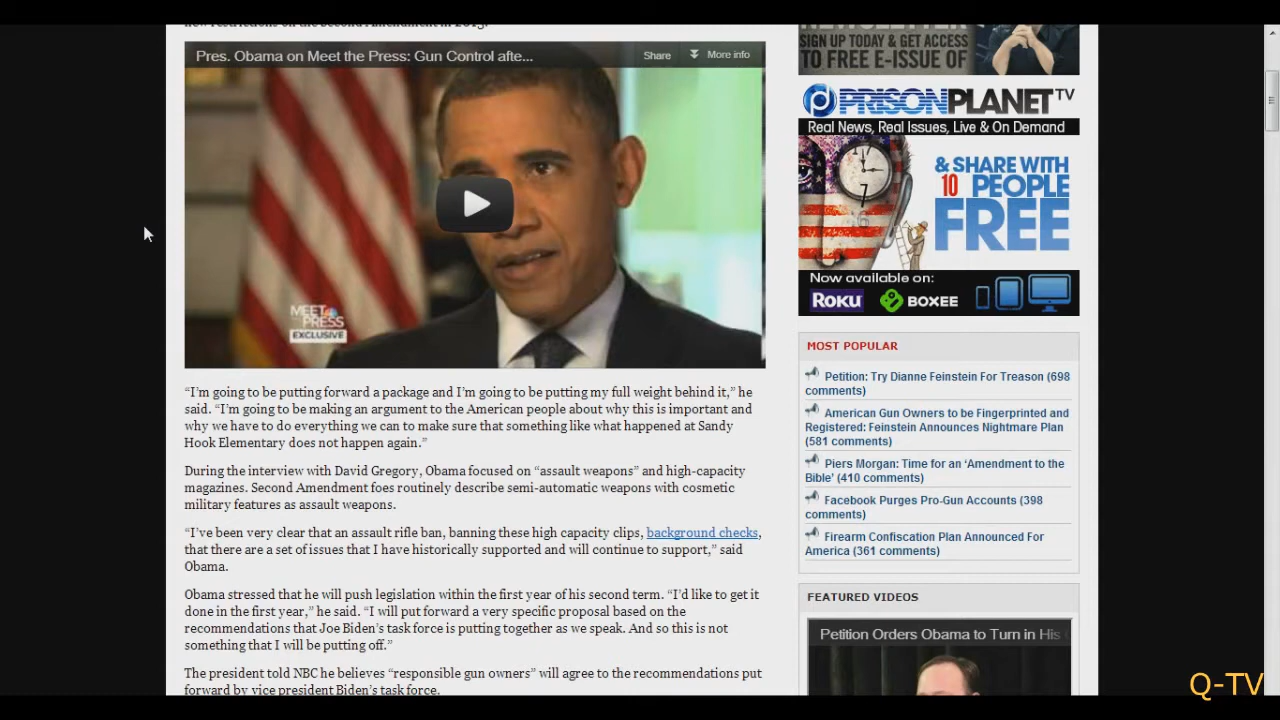 new restrictions on the Second Amendment in 2013.
Pres. Obama on Meet the Press: Gun Control afte...
Share
More info
MEET
PRESS
EXCLUSIVE
“I’m going to be putting forward a package and I’m going to be putting my full weight behind it,” he
said. “I’m going to be making an argument to the American people about why this is important and
why we have to do everything we can to make sure that something like what happened at Sandy
Hook Elementary does not happen again.”
During the interview with David Gregory, Obama focused on “assault weapons” and high-capacity
magazines. Second Amendment foes routinely describe semi-automatic weapons with cosmetic
military features as assault weapons.
“I’ve been very clear that an assault rifle ban, banning these high capacity clips, background checks,
that there are a set of issues that I have historically supported and will continue to support,” said
Obama.
Obama stressed that he will push legislation within the first year of his second term. “I’d like to get it
done in the first year,” he said. “I will put forward a very specific proposal based on the
recommendations that Joe Biden’s task force is putting together as we speak. And so this is not
something that I will be putting off.”
The president told NBC he believes “responsible gun owners” will agree to the recommendations put
forward by vice president Biden’s task force.
SIGN UP TODAY & GET ACCESS
TO FREE E-ISSUE OF
PRISONPLANET TV
Real News, Real Issues, Live & On Demand
& SHARE WITH
10 PEOPLE
FREE
Now available on:
ROKU
BOXEE
MOST POPULAR
Petition: Try Dianne Feinstein For Treason (698
comments)
American Gun Owners to be Fingerprinted and
Registered: Feinstein Announces Nightmare Plan
(581 comments)
Piers Morgan: Time for an ‘Amendment to the
Bible’ (410 comments)
Facebook Purges Pro-Gun Accounts (398
comments)
Firearm Confiscation Plan Announced For
America (361 comments)
FEATURED VIDEOS
Petition Orders Obama to Turn in His
Q-TV